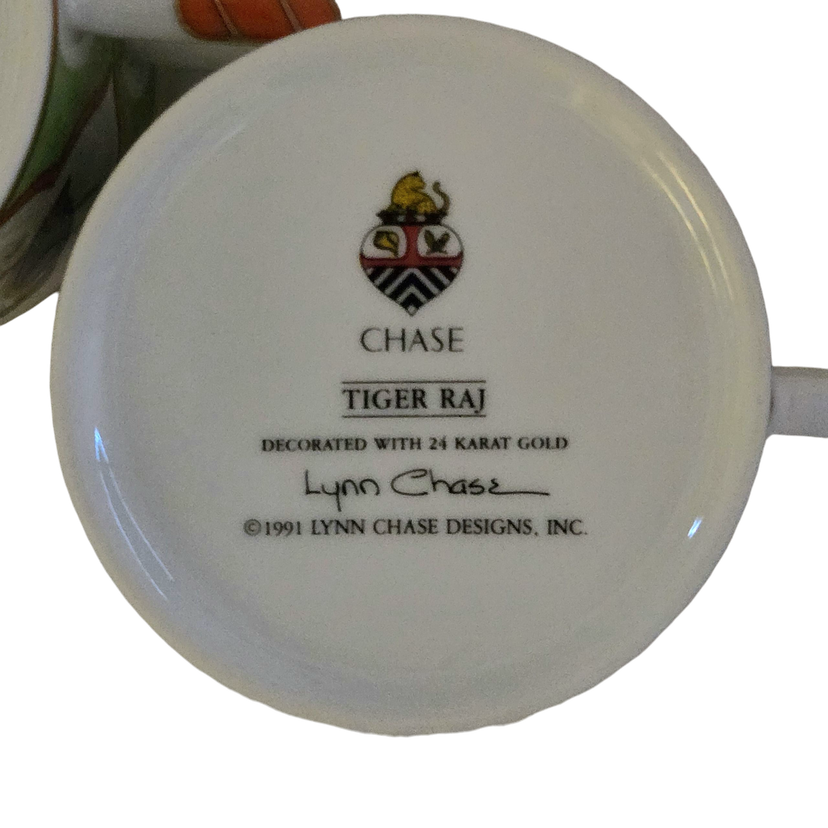 CHASE
TIGER RAJ
DECORATED WITH 24 KARAT GOLD
Lynn Chase
©1991 LYNN CHASE DESIGNS, INC.